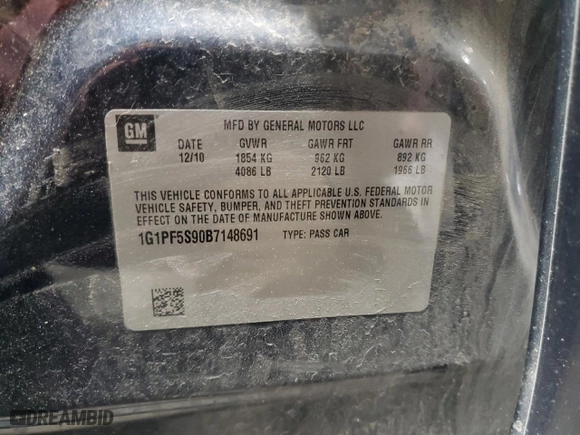 GM
MFD BY GENERAL MOTORS LLC
DATE GVWR GAWR FRT GAWR RR
12/10 1854 KG 962 KG 892 KG
4086 LB 2120 LB 1966 LB
THIS VEHICLE CONFORMS TO ALL APPLICABLE U.S. FEDERAL MOTOR
VEHICLE SAFETY, BUMPER, AND THEFT PREVENTION STANDARDS IN
EFFECT ON THE DATE OF MANUFACTURE SHOWN ABOVE.
1G1PF5S90B7148691 TYPE: PASS CAR
DREAMBID